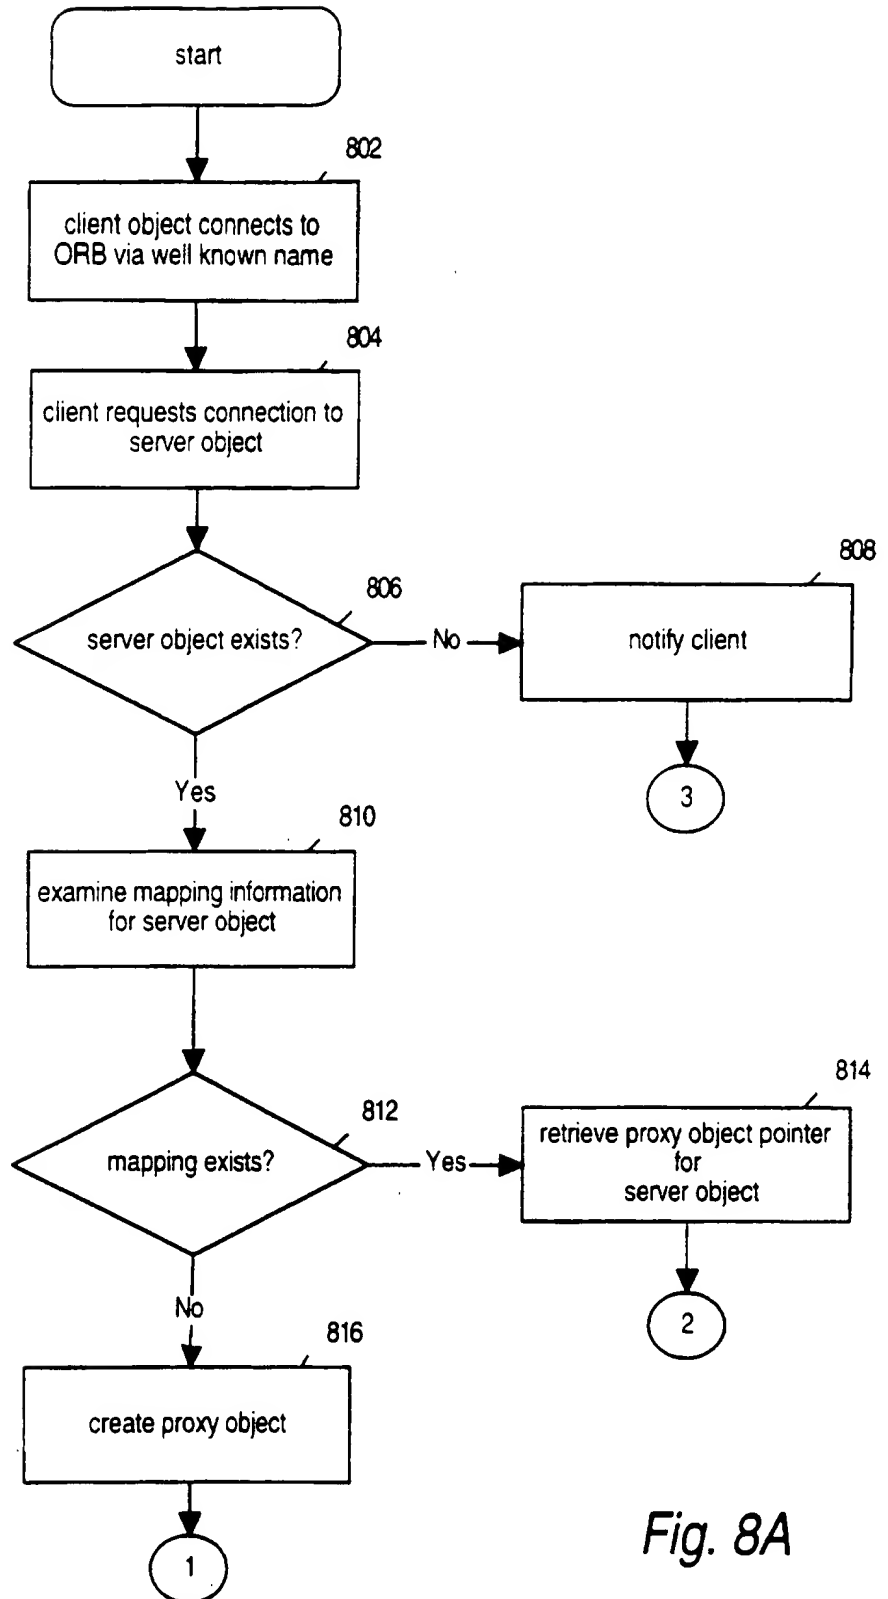 start
802
client object connects to
ORB via well known name
804
client requests connection to
server object
806
server object exists?
No
808
notify client
3
Yes
810
examine mapping information
for server object
812
mapping exists?
Yes
814
retrieve proxy object pointer
for
server object
2
No
816
create proxy object
1
Fig. 8A